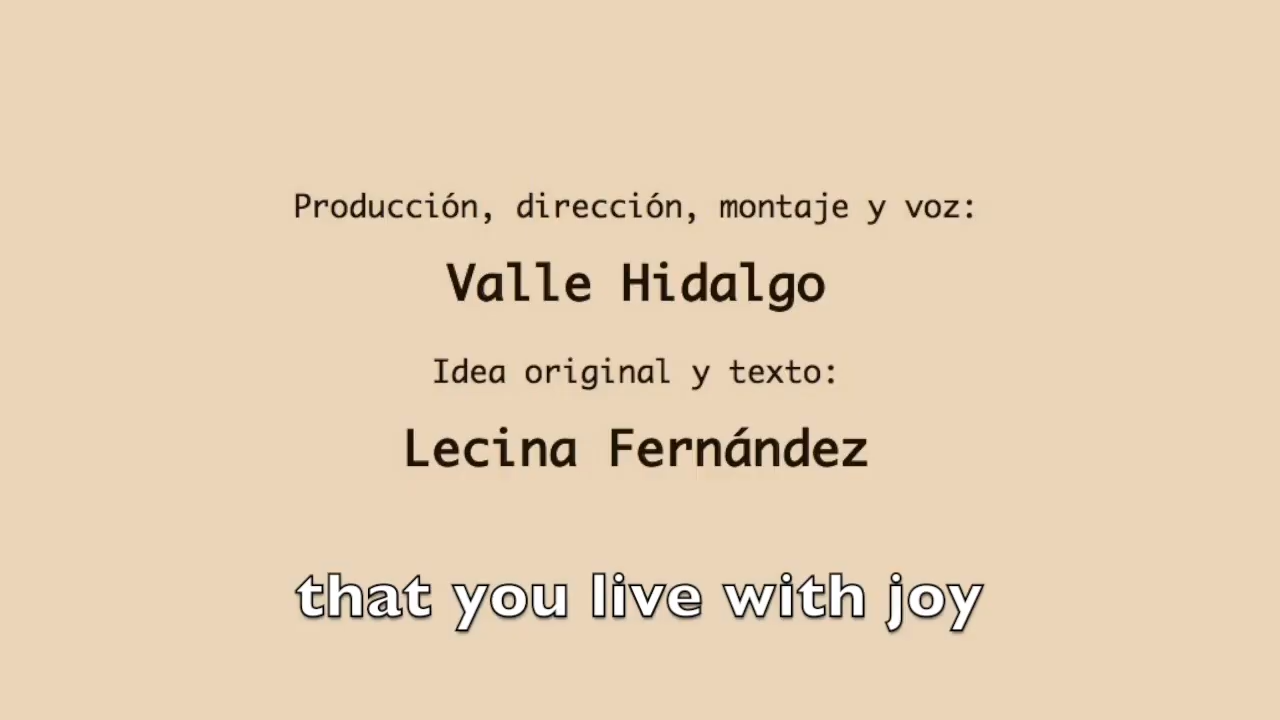 Producción, dirección, montaje y voz:
Valle Hidalgo
Idea original y texto:
Lecina Fernández
that you live with joy